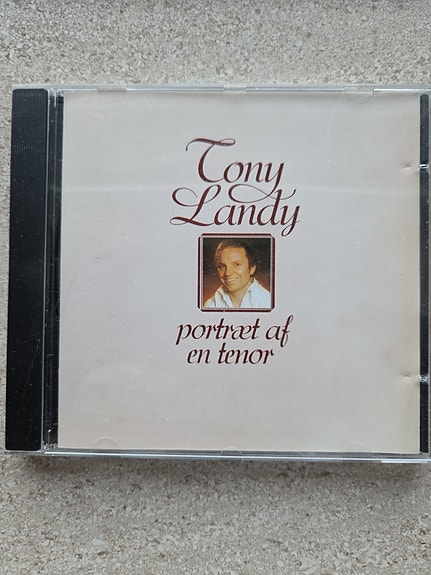 Tony
Landy
portræt af
en tenor